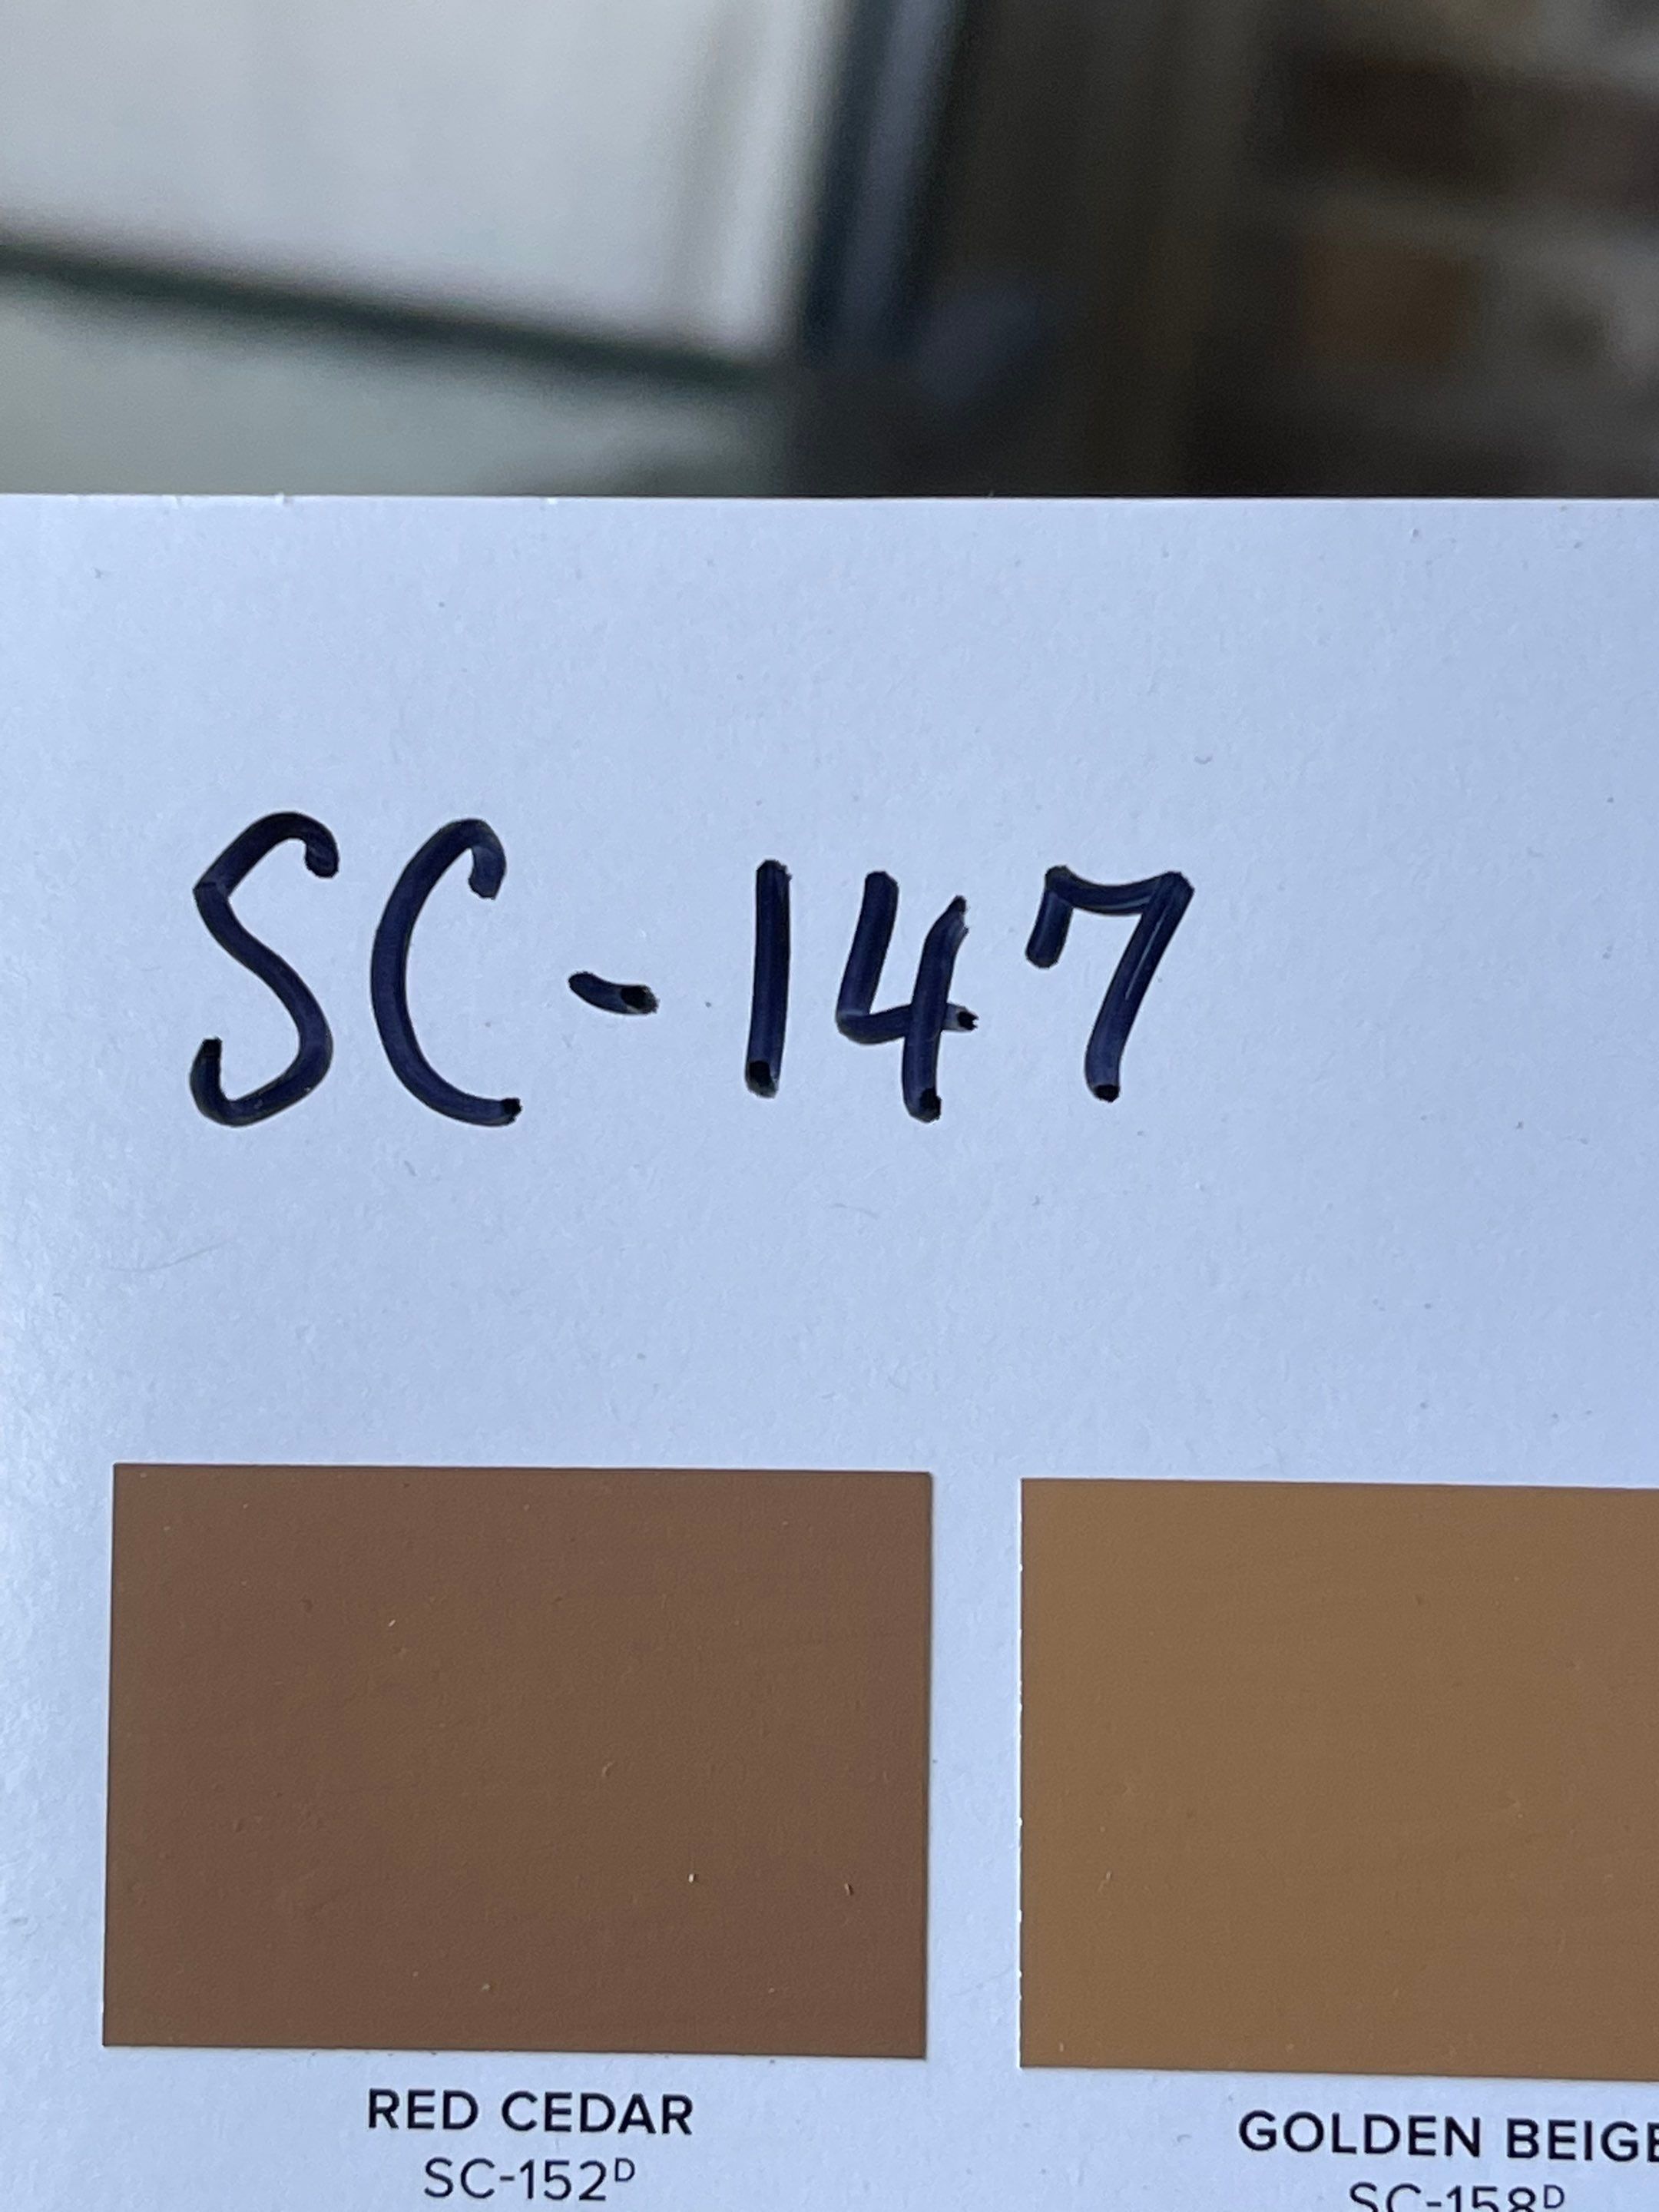 SC-147
RED CEDAR
SC-152ᴰ
GOLDEN BEIGE
SC-158ᴰ